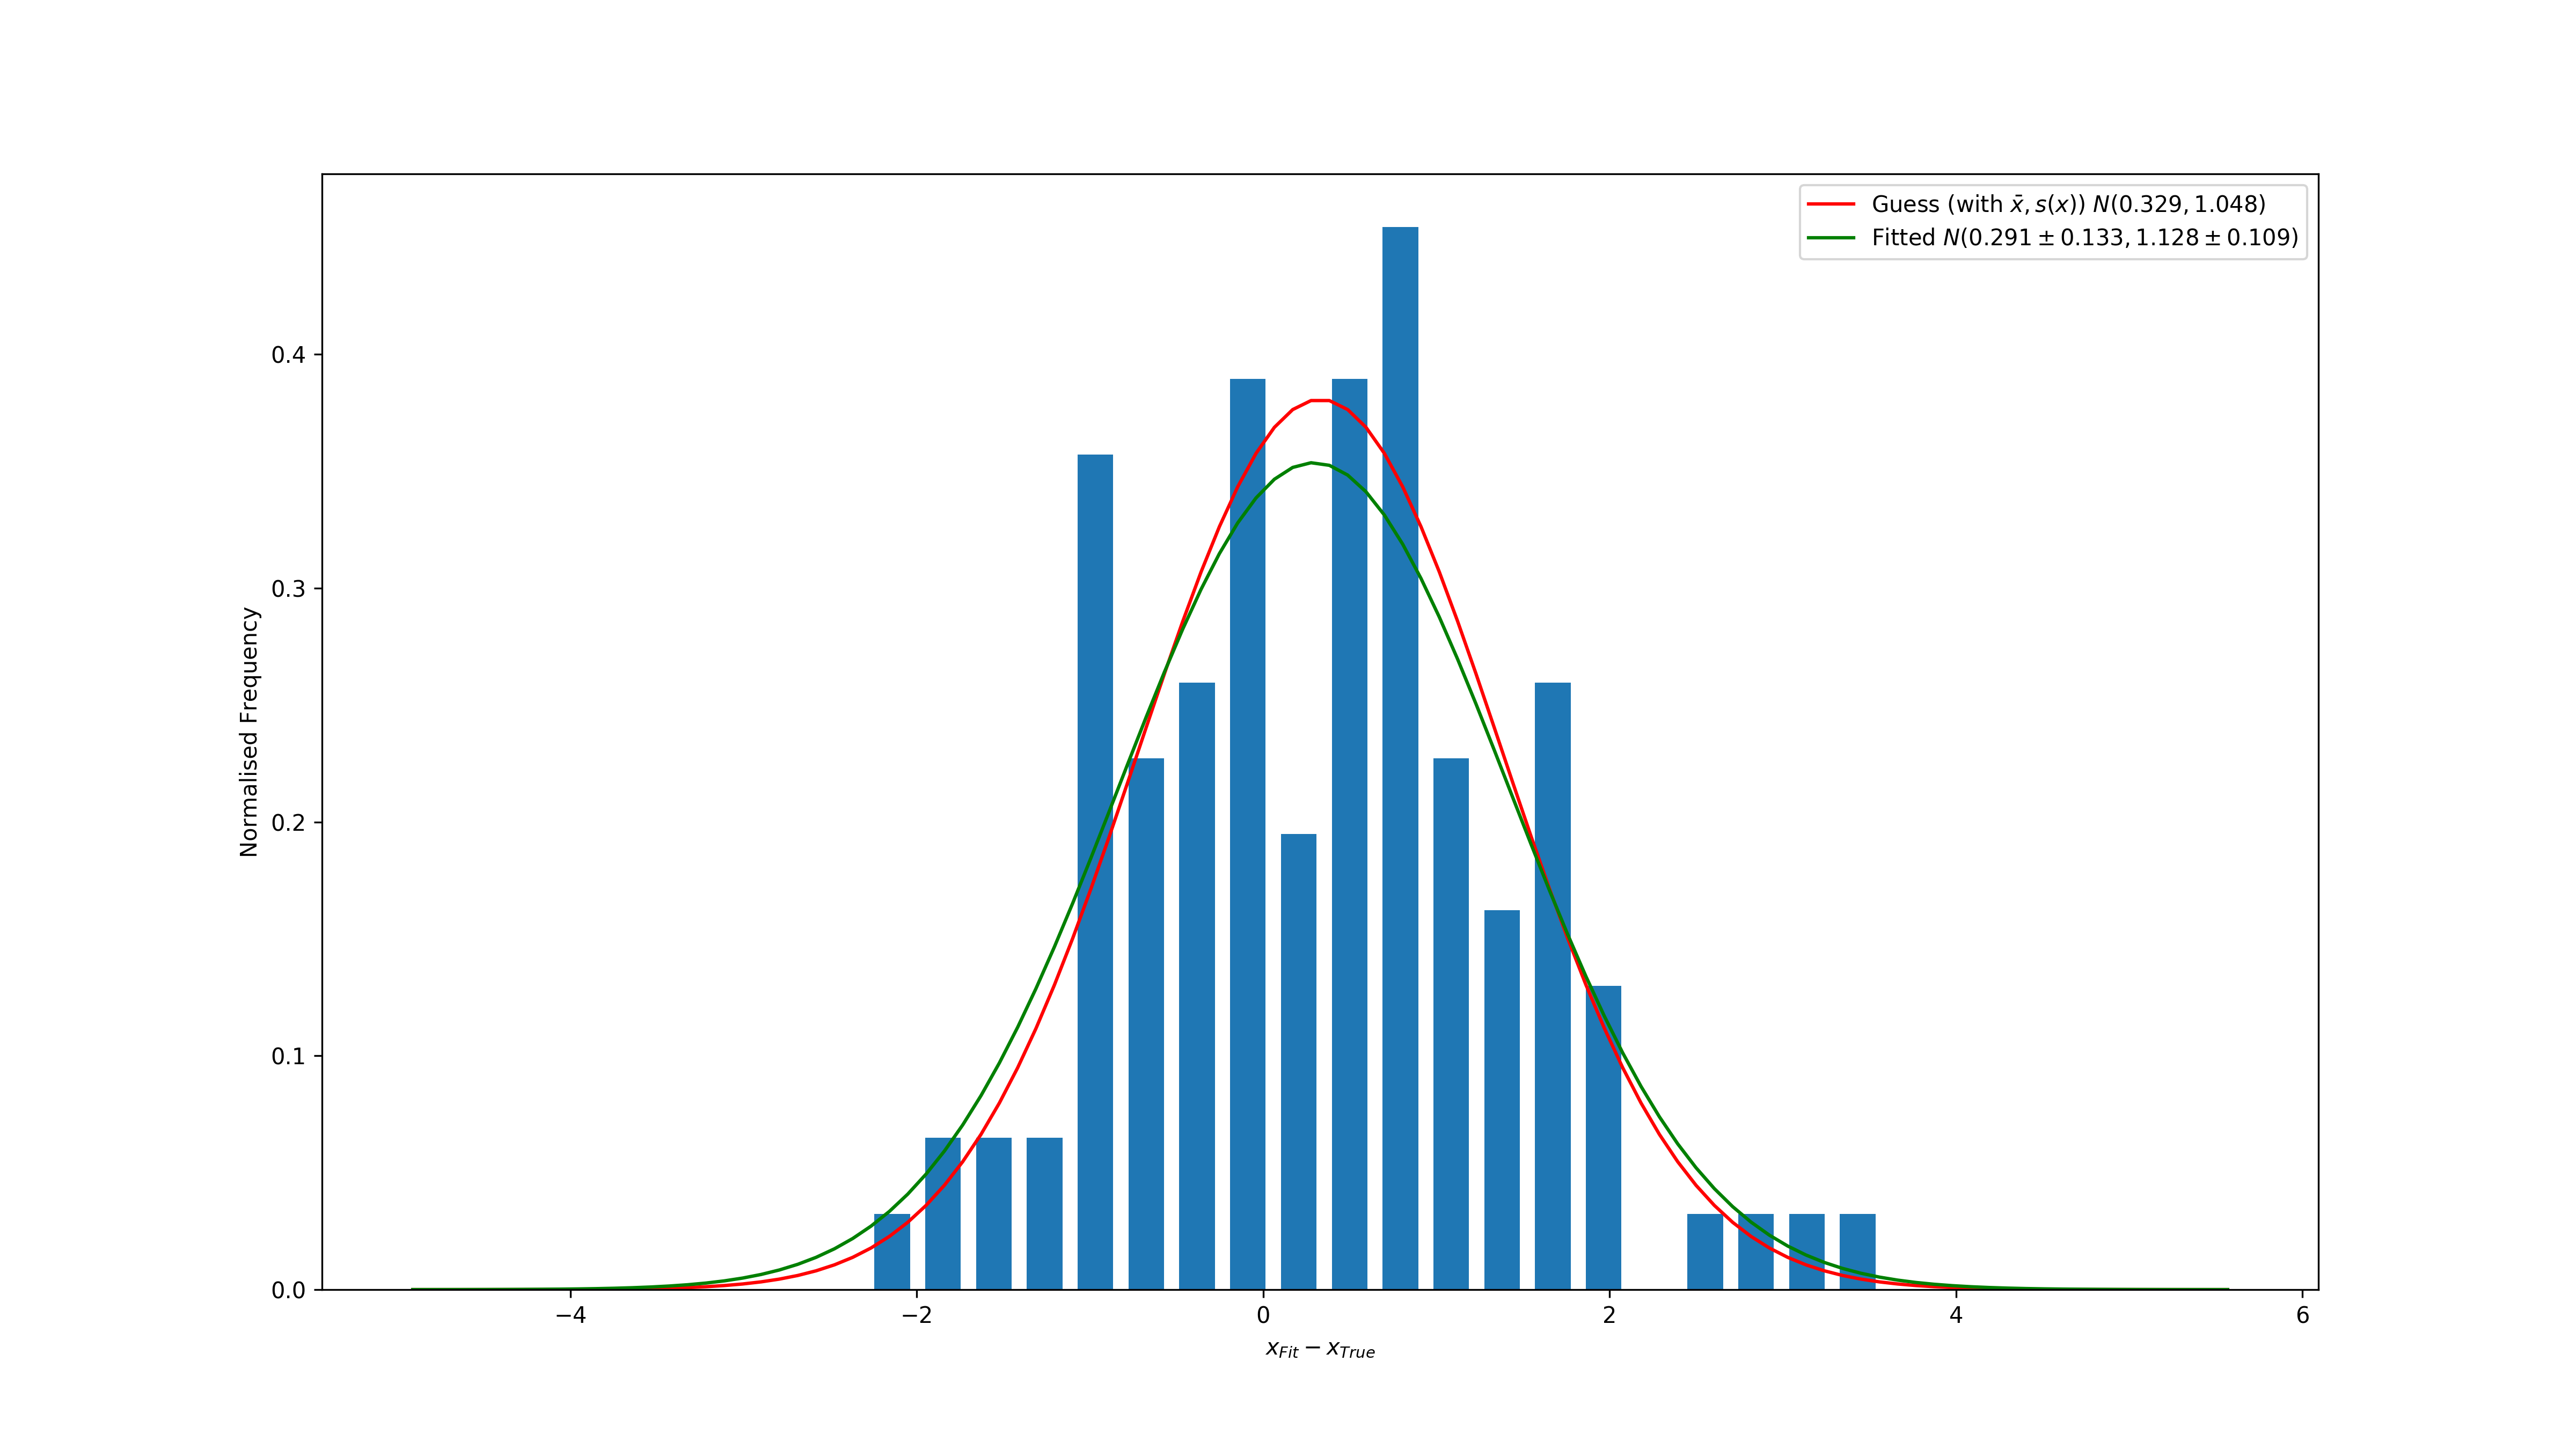 Guess (with x̄, s(x)) N(0.329, 1.048)
Fitted N(0.291 ± 0.133, 1.128 ± 0.109)
Normalised Frequency
0.4
0.3
0.2
0.1
0.0
−4 −2 0 2 4 6
x_Fit − x_True